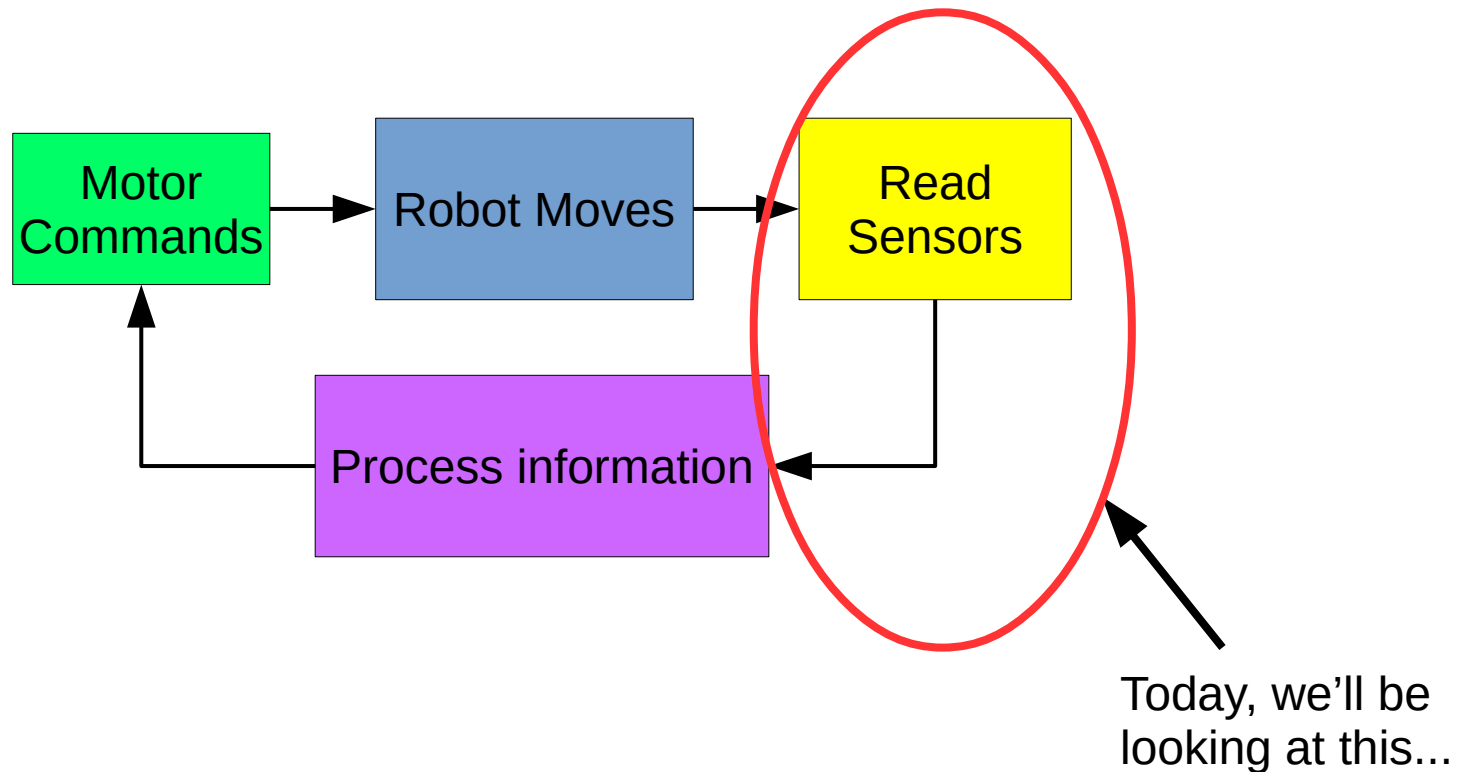 Motor
Commands
Robot Moves
Read
Sensors
Process information
Today, we’ll be
looking at this...